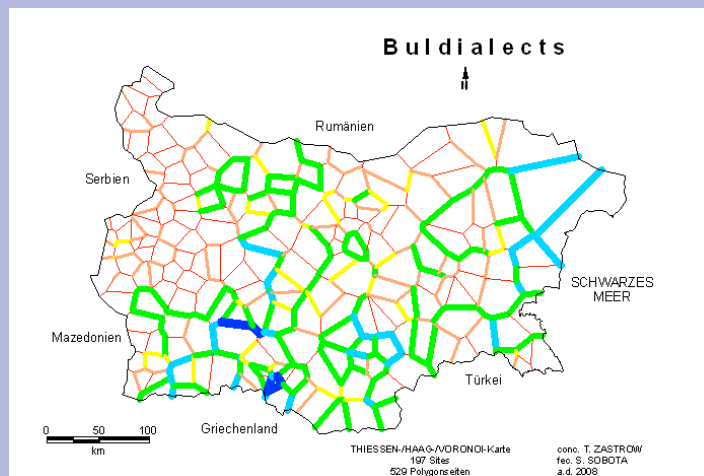 Buldialects
N
Rumänien
Serbien
SCHWARZES
MEER
Mazedonien
Türkei
Griechenland
0 50 100
km
THIESSEN-/HAAG-/VORONOI-Karte
197 Sites
529 Polygonseiten
conc. T. ZASTROW
fec. S. SOBOTA
a.d. 2008